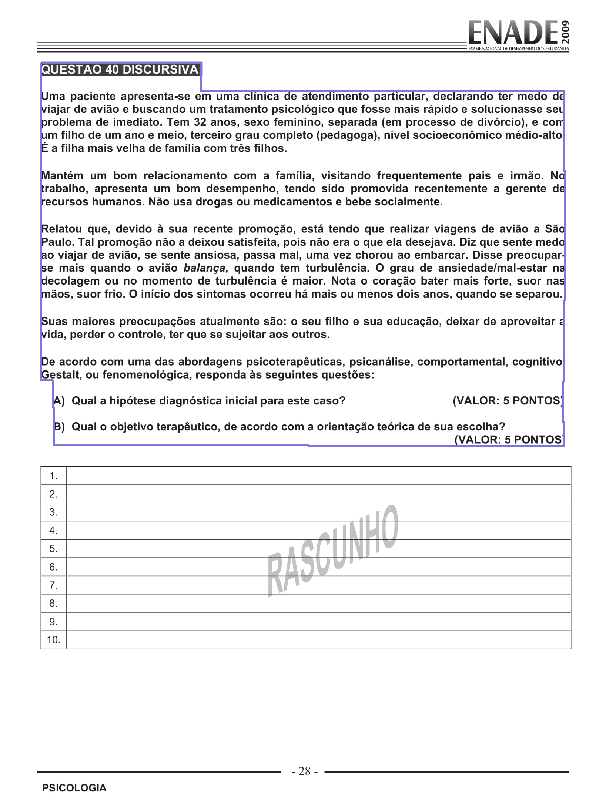 ENADE 2009
EXAME NACIONAL DE DESEMPENHO DOS ESTUDANTES
QUESTÃO 40 DISCURSIVA
Uma paciente apresenta-se em uma clínica de atendimento particular, declarando ter medo de
viajar de avião e buscando um tratamento psicológico que fosse mais rápido e solucionasse seu
problema de imediato. Tem 32 anos, sexo feminino, separada (em processo de divórcio), e com
um filho de um ano e meio, terceiro grau completo (pedagoga), nível socioeconômico médio-alto.
É a filha mais velha de família com três filhos.
Mantém um bom relacionamento com a família, visitando frequentemente pais e irmão. No
trabalho, apresenta um bom desempenho, tendo sido promovida recentemente a gerente de
recursos humanos. Não usa drogas ou medicamentos e bebe socialmente.
Relatou que, devido à sua recente promoção, está tendo que realizar viagens de avião a São
Paulo. Tal promoção não a deixou satisfeita, pois não era o que ela desejava. Diz que sente medo
ao viajar de avião, se sente ansiosa, passa mal, uma vez chorou ao embarcar. Disse preocupar-
se mais quando o avião balança, quando tem turbulência. O grau de ansiedade/mal-estar na
decolagem ou no momento de turbulência é maior. Nota o coração bater mais forte, suor nas
mãos, suor frio. O início dos sintomas ocorreu há mais ou menos dois anos, quando se separou.
Suas maiores preocupações atualmente são: o seu filho e sua educação, deixar de aproveitar a
vida, perder o controle, ter que se sujeitar aos outros.
De acordo com uma das abordagens psicoterapêuticas, psicanálise, comportamental, cognitivo,
Gestalt, ou fenomenológica, responda às seguintes questões:
A) Qual a hipótese diagnóstica inicial para este caso? (VALOR: 5 PONTOS)
B) Qual o objetivo terapêutico, de acordo com a orientação teórica de sua escolha?
(VALOR: 5 PONTOS)
1.
2.
3.
4.
5.
6.
7.
8.
9.
10.
RASCUNHO
- 28 -
PSICOLOGIA